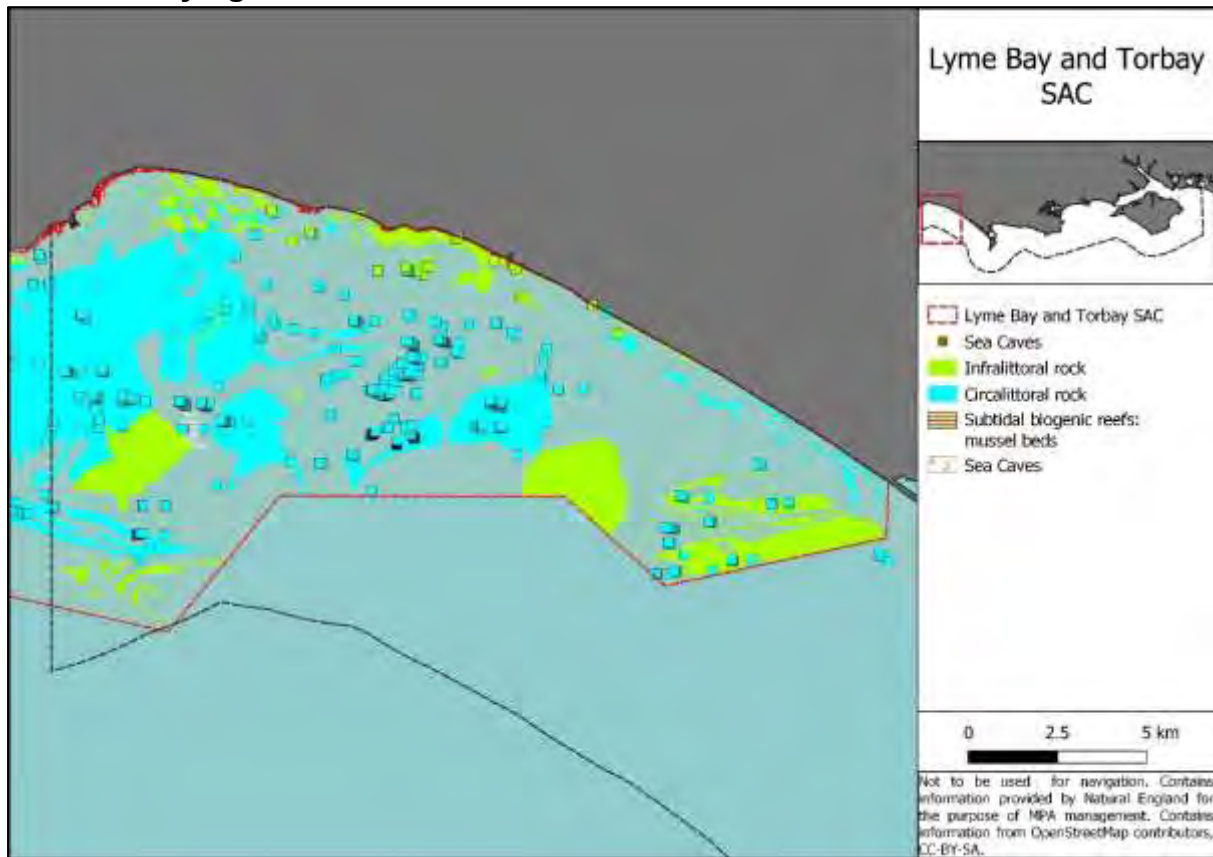 Lyme Bay and Torbay
SAC
Lyme Bay and Torbay SAC
Sea Caves
Infralittoral rock
Circalittoral rock
Subtidal biogenic reefs:
mussel beds
Sea Caves
0 2.5 5 km
Not to be used for navigation. Contains
information provided by Natural England for
the purpose of MPA management. Contains
information from OpenStreetMap contributors,
CC-BY-SA.